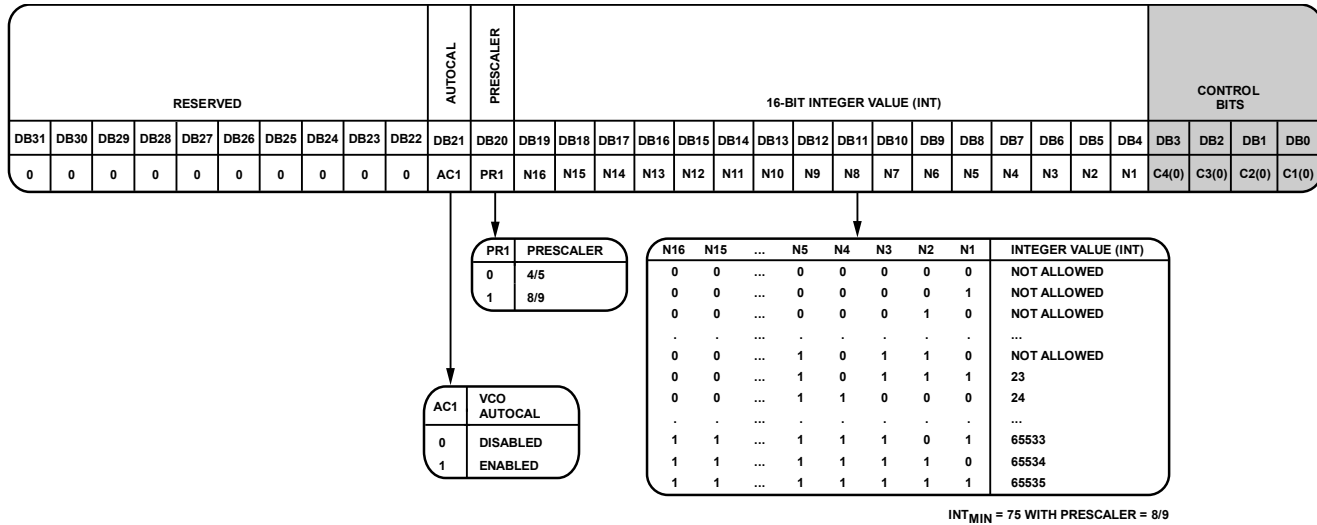 RESERVED AUTOCAL PRESCALER 16-BIT INTEGER VALUE (INT) CONTROL BITS
DB31 DB30 DB29 DB28 DB27 DB26 DB25 DB24 DB23 DB22 DB21 DB20 DB19 DB18 DB17 DB16 DB15 DB14 DB13 DB12 DB11 DB10 DB9 DB8 DB7 DB6 DB5 DB4 DB3 DB2 DB1 DB0
0 0 0 0 0 0 0 0 0 0 AC1 PR1 N16 N15 N14 N13 N12 N11 N10 N9 N8 N7 N6 N5 N4 N3 N2 N1 C4(0) C3(0) C2(0) C1(0)
PR1 PRESCALER
0 4/5
1 8/9
AC1 VCO AUTOCAL
0 DISABLED
1 ENABLED
N16 N15 ... N5 N4 N3 N2 N1 INTEGER VALUE (INT)
0 0 ... 0 0 0 0 0 NOT ALLOWED
0 0 ... 0 0 0 0 1 NOT ALLOWED
0 0 ... 0 0 0 1 0 NOT ALLOWED
. . ... . . . . . ...
0 0 ... 1 0 1 1 0 NOT ALLOWED
0 0 ... 1 0 1 1 1 23
0 0 ... 1 1 0 0 0 24
. . ... . . . . . ...
1 1 ... 1 1 1 0 1 65533
1 1 ... 1 1 1 1 0 65534
1 1 ... 1 1 1 1 1 65535
INTMIN = 75 WITH PRESCALER = 8/9